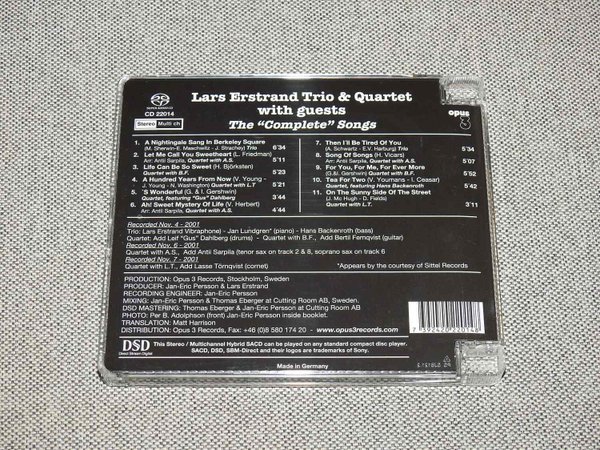 SUPER AUDIO CD
CD 22014
Stereo Multi ch
Lars Erstrand Trio & Quartet
with guests
The "Complete" Songs
opus
3
1. A Nightingale Sang In Berkeley Square
(M. Sherwin-E. Maschwitz - J. Strache) Trio 6'34
2. Let Me Call You Sweetheart (L. Friedman)
Arr: Antti Sarpila, Quartet with A.S. 5'11
3. Life Can Be So Sweet (H. Björksten)
Quartet with B.F. 5'23
4. A Hundred Years From Now (V. Young -
J. Young - N. Washington) Quartet with L.T 6'21
5. `S Wonderful (G & I. Gershwin)
Quartet, featuring "Gus" Dahlberg 3'44
6. Ah! Sweet Mystery Of Life (V. Herbert)
Arr: Antti Sarpila, Quartet with A.S. 4'44
7. Then I`ll Be Tired Of You
(A. Schwartz - E.V. Harburg) Trio 5'34
8. Song Of Songs (H. Vicars)
Arr: Antti Sarpila, Quartet with A.S. 5'07
9. For You, For Me, For Ever More
(G&I. Gershwin) Quartet with B.F. 5'52
10. Tea For Two (V. Youmans - I. Ceasar)
Quartet, featuring Hans Backenroth 5'42
11. On The Sunny Side Of The Street
(J. Mc Hugh - D. Fields)
Quartet with L.T. 3'11
Recorded Nov. 4 - 2001
Trio: Lars Erstrand Vibraphone) - Jan Lundgren* (piano) - Hans Backenroth (bass)
Quartet: Add Leif "Gus" Dahlberg (drums) - Quartet with B.F., Add Bertil Fernqvist (guitar)
Recorded Nov. 6 - 2001
Quartet with A.S., Add Antti Sarpila (tenor sax on track 2 & 8, soprano sax on track 6
Recorded Nov. 7 - 2001
Quartet with L.T., Add Lasse Törnqvist (cornet)
*Appears by the courtesy of Sittel Records
PRODUCTION: Opus 3 Records, Stockholm, Sweden
PRODUCER: Jan-Eric Persson & Lars Erstrand
RECORDING ENGINEER: Jan-Eric Persson
MIXING: Jan-Eric Persson & Thomas Eberger at Cutting Room AB, Sweden.
DSD MASTERING: Thomas Eberger & Jan-Eric Persson at Cutting Room AB
PHOTO: Per B. Adolphson (front) Jan-Eric Persson inside booklet.
TRANSLATION: Matt Harrison
DISTRIBUTION: Opus 3 Records, Fax: +46 (0)8 580 174 20 - www.opus3records.com
DSD
Direct Stream Digital
This Stereo / Multichannel Hybrid SACD can be played on any standard compact disc player.
SACD, DSD, SBM-Direct and their logos are trademarks of Sony.
Made in Germany